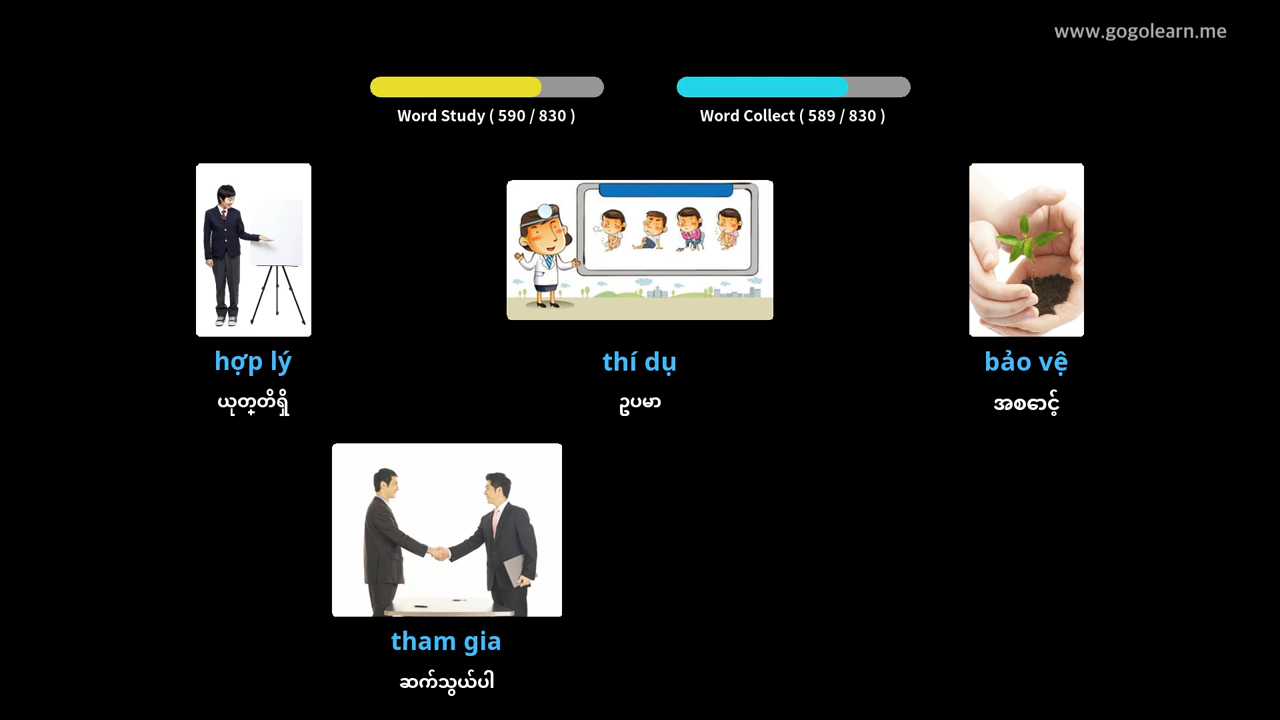 www.gogolearn.me
Word Study ( 590 / 830 )
Word Collect ( 589 / 830 )
hợp lý
ယုတ္တိရှိ
thí dụ
ဥပမာ
bảo vệ
အစောင့်
tham gia
ဆက်သွယ်ပါ